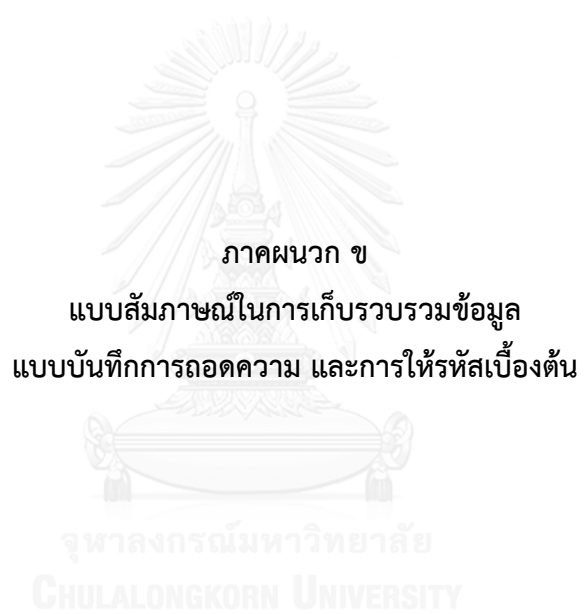 ภาคผนวก ข
แบบสัมภาษณ์ในการเก็บรวบรวมข้อมูล
แบบบันทึกการถอดความ และการให้รหัสเบื้องต้น
จุฬาลงกรณ์มหาวิทยาลัย
CHULALONGKORN UNIVERSITY